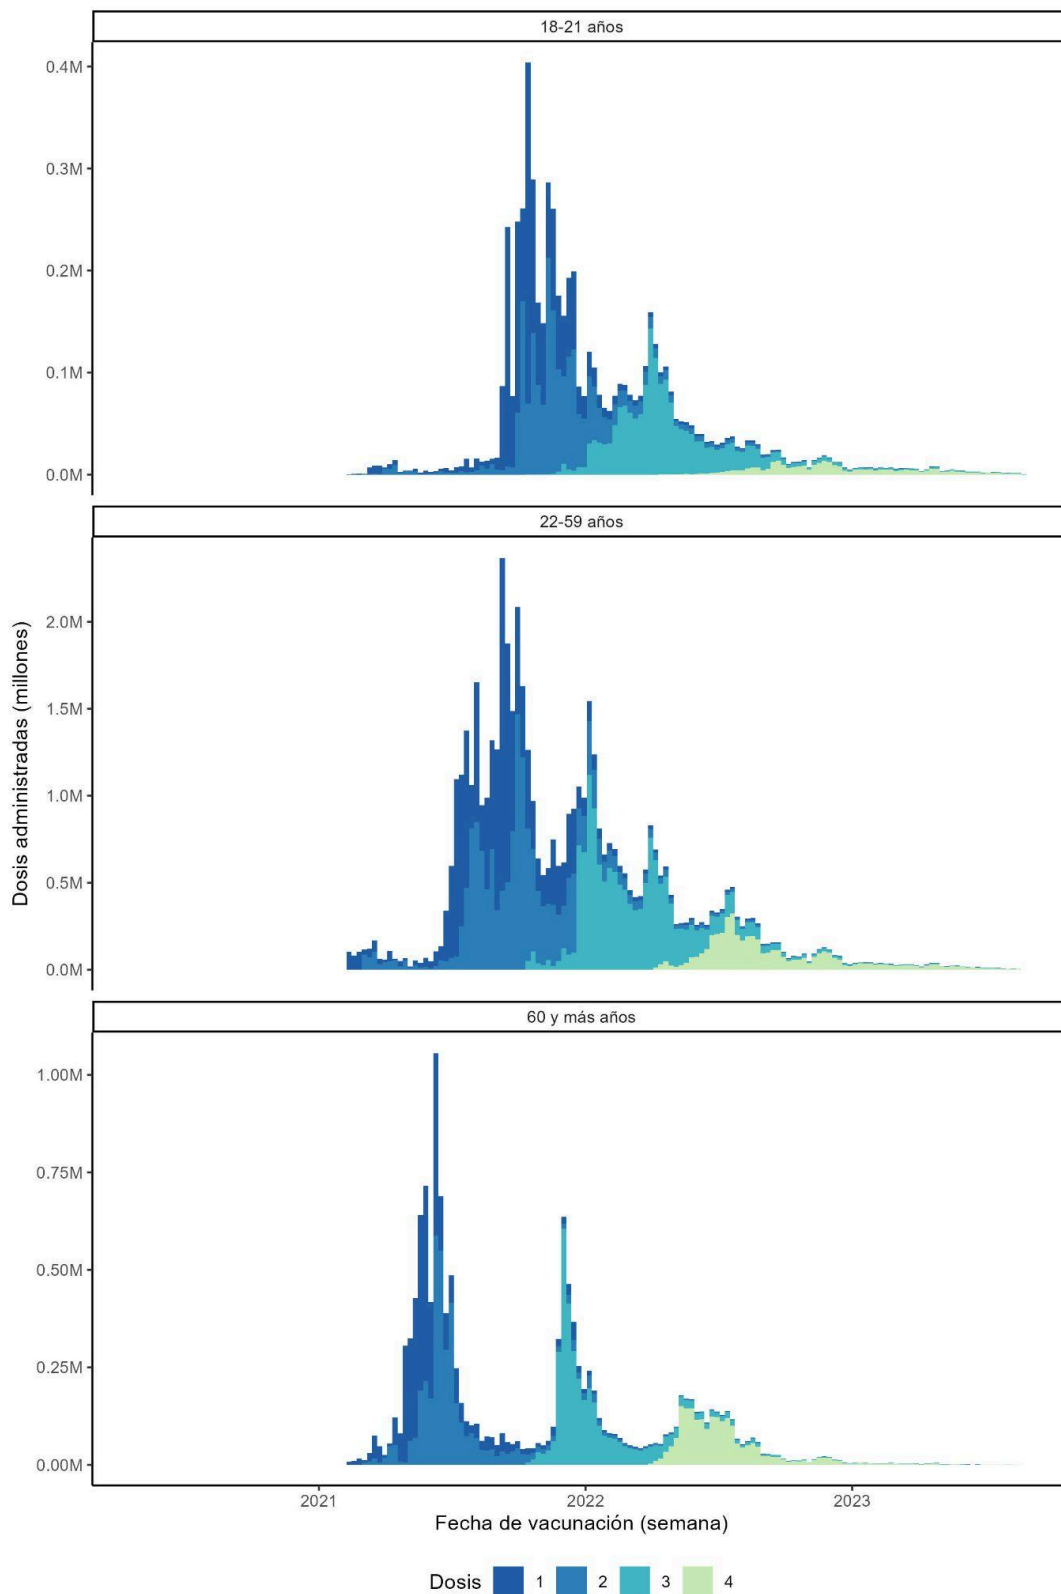 18-21 años
0.4M
0.3M
0.2M
0.1M
0.0M
22-59 años
2.0M
1.5M
1.0M
0.5M
0.0M
Dosis administradas (millones)
60 y más años
1.00M
0.75M
0.50M
0.25M
0.00M
2021 2022 2023
Fecha de vacunación (semana)
Dosis 1 2 3 4